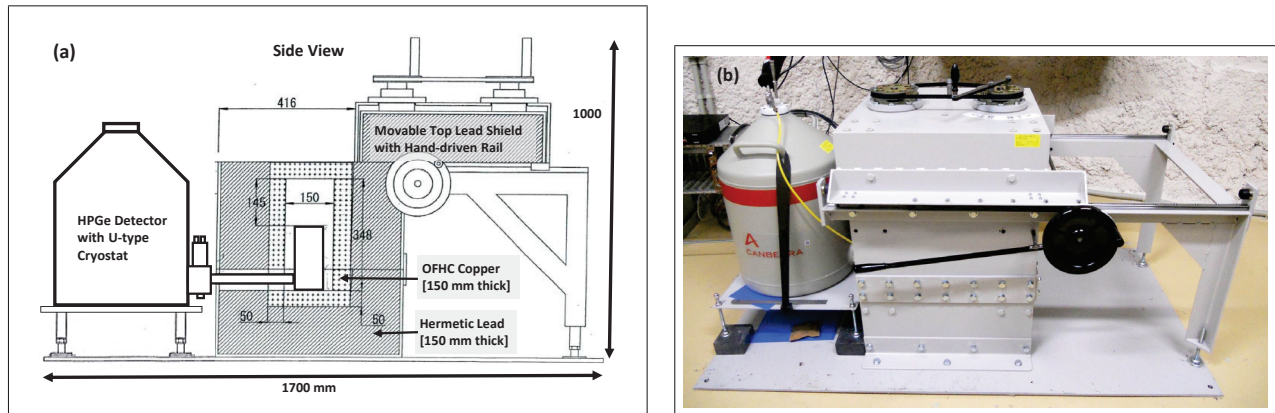 (a)
Side View
416
1000
Movable Top Lead Shield
with Hand-driven Rail
145
150
348
HPGe Detector
with U-type
Cryostat
OFHC Copper
[150 mm thick]
50
50
Hermetic Lead
[150 mm thick]
1700 mm
(b)
CANBERRA